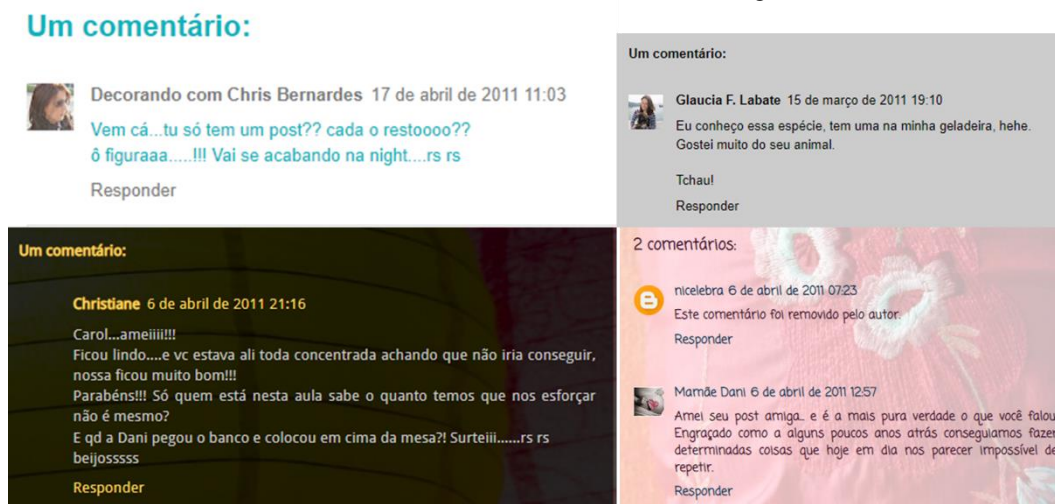 Um comentário:
Decorando com Chris Bernardes 17 de abril de 2011 11:03
Vem cá...tu só tem um post?? cada o restoooo??
ô figuraaa.....!!! Vai se acabando na night....rs rs
Responder
Um comentário:
Glaucia F. Labate 15 de março de 2011 19:10
Eu conheço essa espécie, tem uma na minha geladeira, hehe.
Gostei muito do seu animal.
Tchau!
Responder
Um comentário:
Christiane 6 de abril de 2011 21:16
Carol...ameiiii!!!
Ficou lindo....e vc estava ali toda concentrada achando que não iria conseguir,
nossa ficou muito bom!!!
Parabéns!!! Só quem está nesta aula sabe o quanto temos que nos esforçar
não é mesmo?
E qd a Dani pegou o banco e colocou em cima da mesa?! Surteiii......rs rs
beijosssss
Responder
2 comentários:
nicelebra 6 de abril de 2011 07:23
Este comentário foi removido pelo autor.
Responder
Mamãe Dani 6 de abril de 2011 12:57
Amei seu post amiga... e é a mais pura verdade o que você falou
Engraçado como a alguns poucos anos atrás conseguiamos fazer
determinadas coisas que hoje em dia nos parecer impossível de
repetir.
Responder